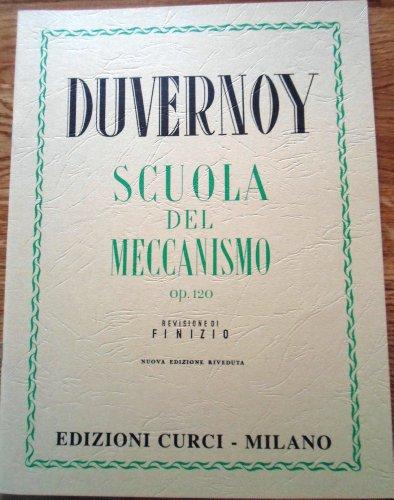 DUVERNOY
SCUOLA
DEL
MECCANISMO
op. 120
REVISIONE DI
FINIZIO
NUOVA EDIZIONE RIVEDUTA
EDIZIONI CURCI - MILANO